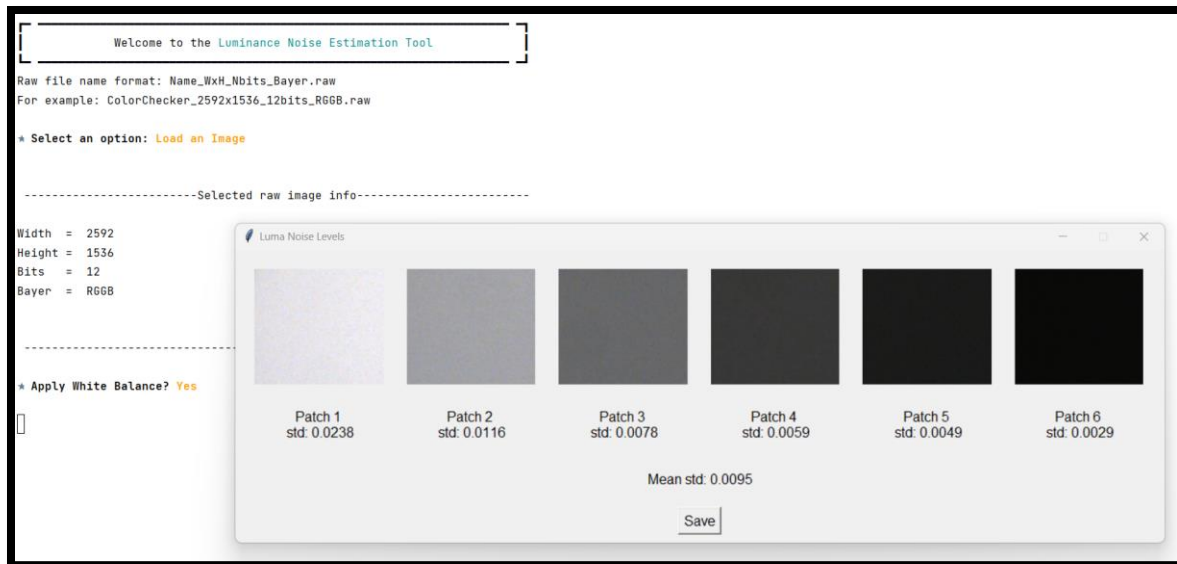 Welcome to the Luminance Noise Estimation Tool
Raw file name format: Name_WxH_Nbits_Bayer.raw
For example: ColorChecker_2592x1536_12bits_RGGB.raw
★ Select an option: Load an Image
------------------------Selected raw image info------------------------
Width = 2592
Height = 1536
Bits = 12
Bayer = RGGB
------------------------------
★ Apply White Balance? Yes
Luma Noise Levels
Patch 1 Patch 2 Patch 3 Patch 4 Patch 5 Patch 6
std: 0.0238 std: 0.0116 std: 0.0078 std: 0.0059 std: 0.0049 std: 0.0029
Mean std: 0.0095
Save